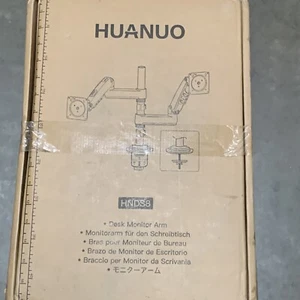 HUANUO
HNDS6
• Desk Monitor Arm
• Monitorarm für den Schreibtisch
• Bras pour Moniteur de Bureau
• Brazo de Monitor de Escritorio
• Braccio per Monitor da Scrivania
• モニターアーム